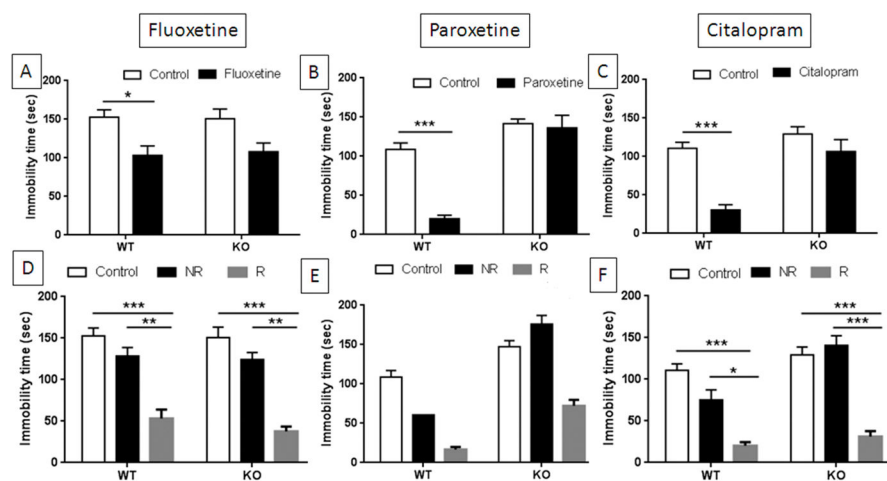 Fluoxetine
Paroxetine
Citalopram
A
Control
Fluoxetine
Immobility time (sec)
200
150
100
50
0
*
WT
KO
B
Control
Paroxetine
Immobility time (sec)
200
150
100
50
0
***
WT
KO
C
Control
Citalopram
Immobility time (sec)
200
150
100
50
0
***
WT
KO
D
Control
NR
R
Immobility time (sec)
200
150
100
50
0
***
**
***
**
WT
KO
E
Control
NR
R
Immobility time (sec)
200
150
100
50
0
WT
KO
F
Control
NR
R
Immobility time (sec)
200
150
100
50
0
***
*
***
***
WT
KO